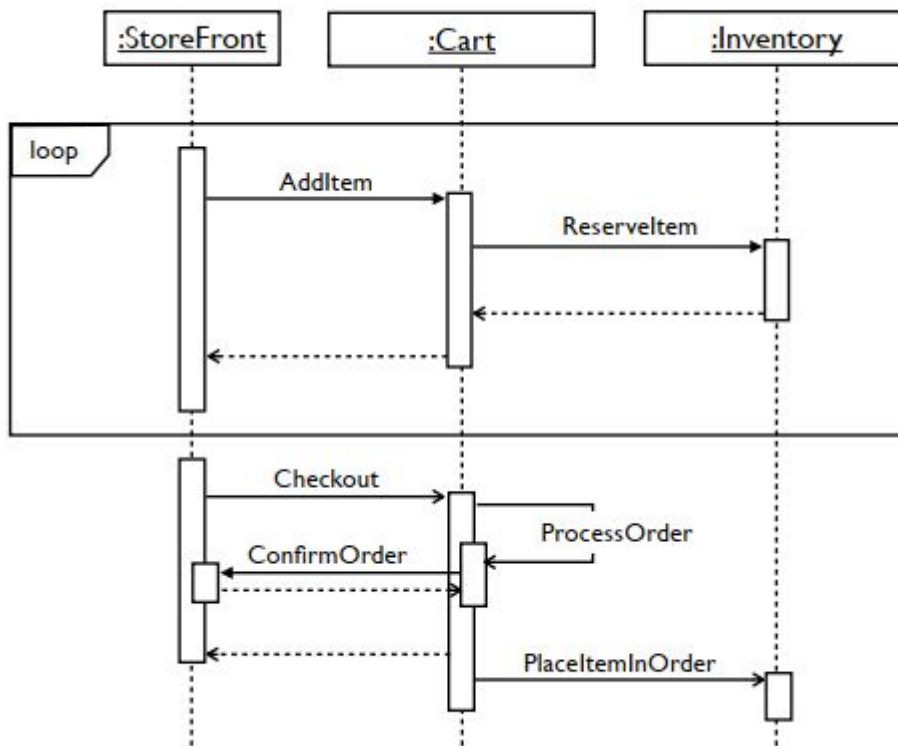 :StoreFront
:Cart
:Inventory
loop
AddItem
ReserveItem
Checkout
ProcessOrder
ConfirmOrder
PlaceItemInOrder